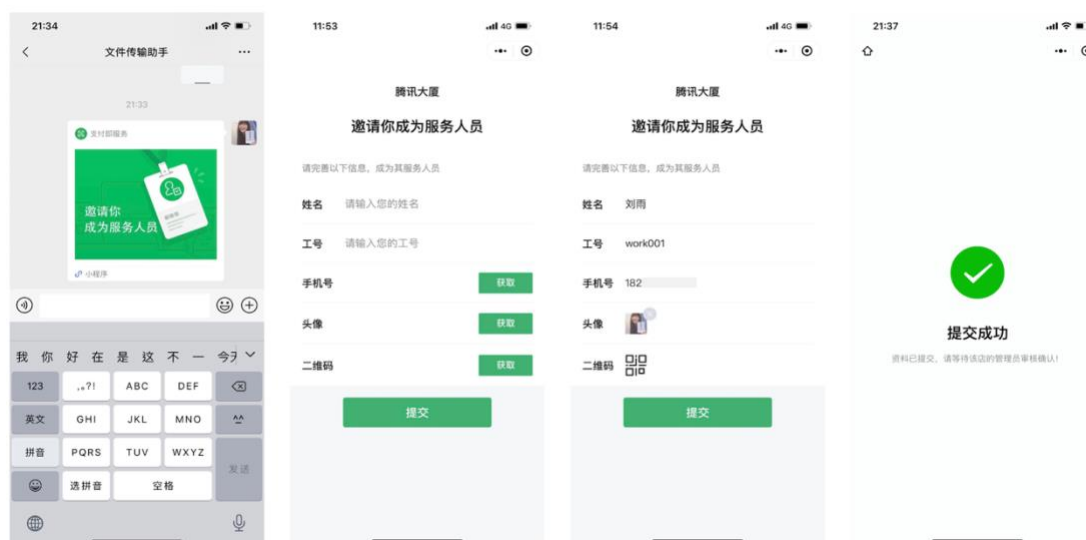 21:34
文件传输助手
21:33
支付即服务
邀请你
成为服务人员
小程序
我 你 好 在 是 这 不 一 今天
123 ,。?! ABC DEF
英文 GHI JKL MNO ^^
拼音 PQRS TUV WXYZ
发送
选拼音 空格
11:53
4G
腾讯大厦
邀请你成为服务人员
请完善以下信息，成为其服务人员
姓名 请输入您的姓名
工号 请输入您的工号
手机号 获取
头像 获取
二维码 获取
提交
11:54
4G
腾讯大厦
邀请你成为服务人员
请完善以下信息，成为其服务人员
姓名 刘雨
工号 work001
手机号 182
头像
二维码
提交
21:37
提交成功
资料已提交，请等待该店的管理员审核确认！